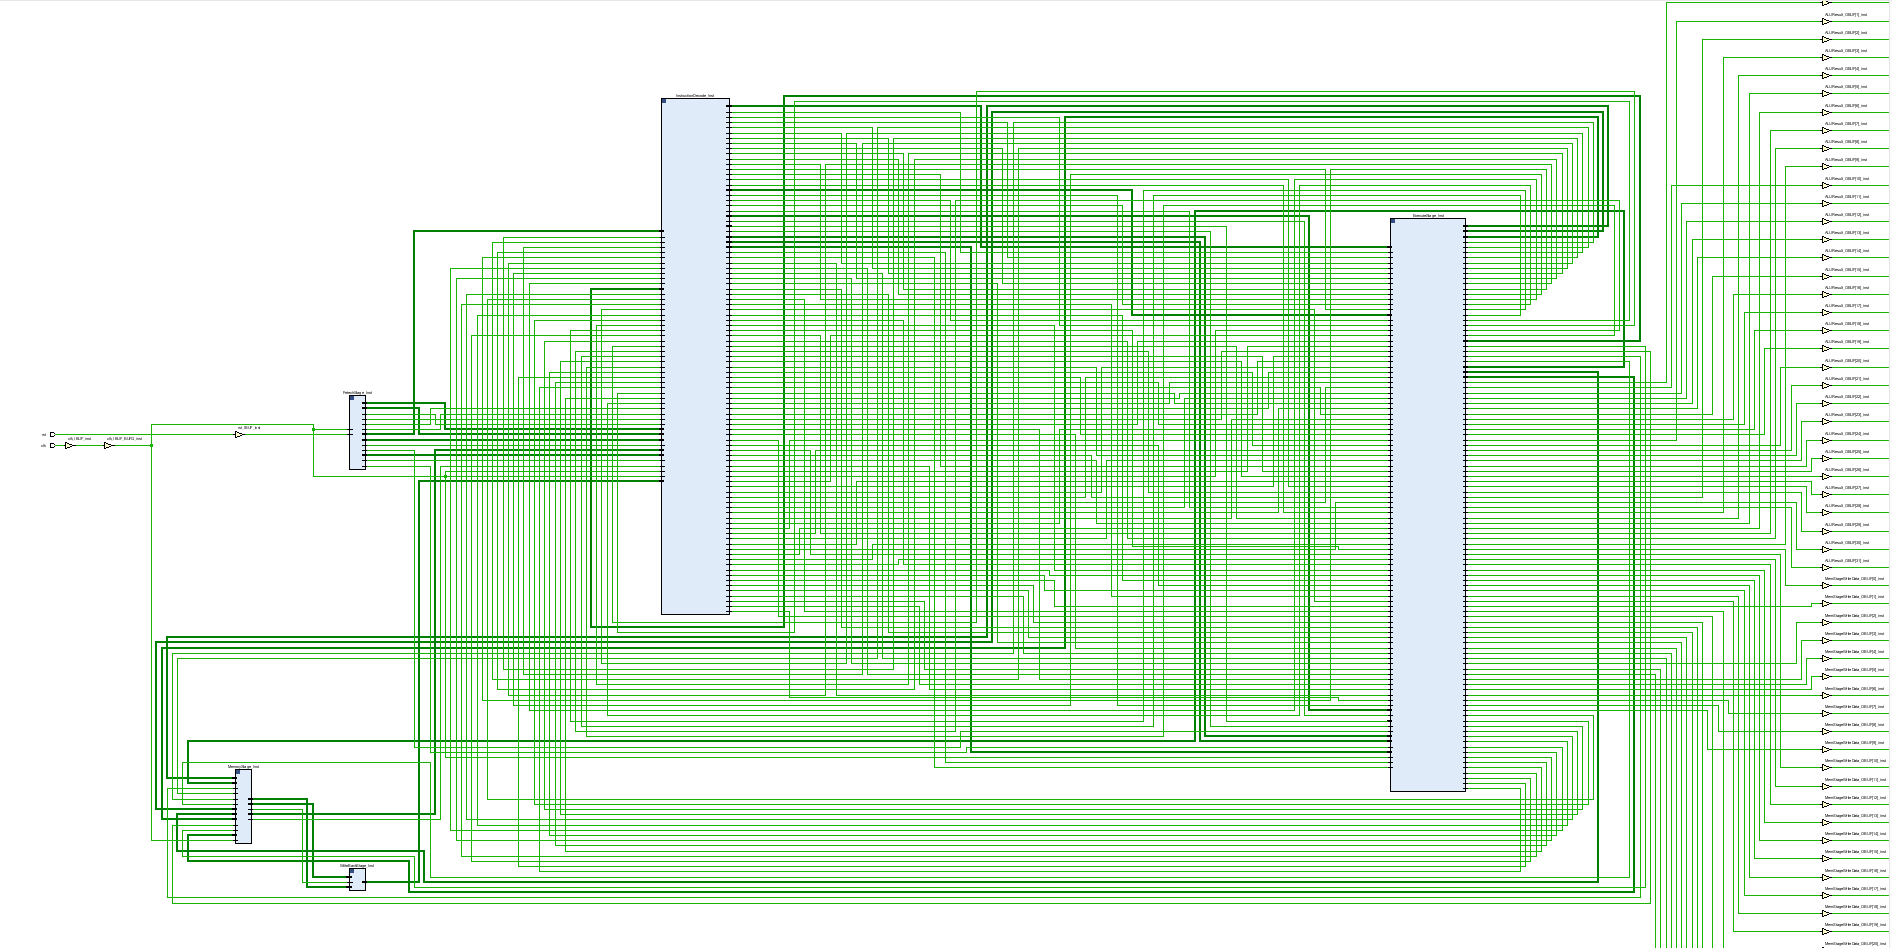 ALUResult_OBUF[1]_inst
ALUResult_OBUF[2]_inst
ALUResult_OBUF[3]_inst
ALUResult_OBUF[4]_inst
ALUResult_OBUF[5]_inst
ALUResult_OBUF[6]_inst
ALUResult_OBUF[7]_inst
ALUResult_OBUF[8]_inst
ALUResult_OBUF[9]_inst
ALUResult_OBUF[10]_inst
ALUResult_OBUF[11]_inst
ALUResult_OBUF[12]_inst
ALUResult_OBUF[13]_inst
ALUResult_OBUF[14]_inst
ALUResult_OBUF[15]_inst
ALUResult_OBUF[16]_inst
ALUResult_OBUF[17]_inst
ALUResult_OBUF[18]_inst
ALUResult_OBUF[19]_inst
ALUResult_OBUF[20]_inst
ALUResult_OBUF[21]_inst
ALUResult_OBUF[22]_inst
ALUResult_OBUF[23]_inst
ALUResult_OBUF[24]_inst
ALUResult_OBUF[25]_inst
ALUResult_OBUF[26]_inst
ALUResult_OBUF[27]_inst
ALUResult_OBUF[28]_inst
ALUResult_OBUF[29]_inst
ALUResult_OBUF[30]_inst
ALUResult_OBUF[31]_inst
MemStageWriteData_OBUF[0]_inst
MemStageWriteData_OBUF[1]_inst
MemStageWriteData_OBUF[2]_inst
MemStageWriteData_OBUF[3]_inst
MemStageWriteData_OBUF[4]_inst
MemStageWriteData_OBUF[5]_inst
MemStageWriteData_OBUF[6]_inst
MemStageWriteData_OBUF[7]_inst
MemStageWriteData_OBUF[8]_inst
MemStageWriteData_OBUF[9]_inst
MemStageWriteData_OBUF[10]_inst
MemStageWriteData_OBUF[11]_inst
MemStageWriteData_OBUF[12]_inst
MemStageWriteData_OBUF[13]_inst
MemStageWriteData_OBUF[14]_inst
MemStageWriteData_OBUF[15]_inst
MemStageWriteData_OBUF[16]_inst
MemStageWriteData_OBUF[17]_inst
MemStageWriteData_OBUF[18]_inst
MemStageWriteData_OBUF[19]_inst
MemStageWriteData_OBUF[20]_inst
InstructionDecode_inst
ExecuteStage_inst
FetechStage_inst
rst
rst_IBUF_inst
clk
clk_IBUF_inst
clk_IBUF_BUFG_inst
MemoryStage_inst
WriteBackStage_inst